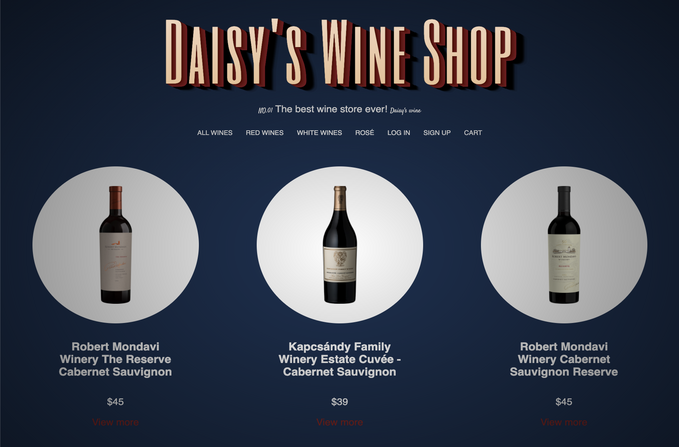 Daisy's Wine Shop
NO.01 The best wine store ever! Daisy's wine
ALL WINES RED WINES WHITE WINES ROSÉ LOG IN SIGN UP CART
Robert Mondavi
Winery The Reserve
Cabernet Sauvignon
$45
View more
Kapcsándy Family
Winery Estate Cuvée -
Cabernet Sauvignon
$39
View more
Robert Mondavi
Winery Cabernet
Sauvignon Reserve
$45
View more